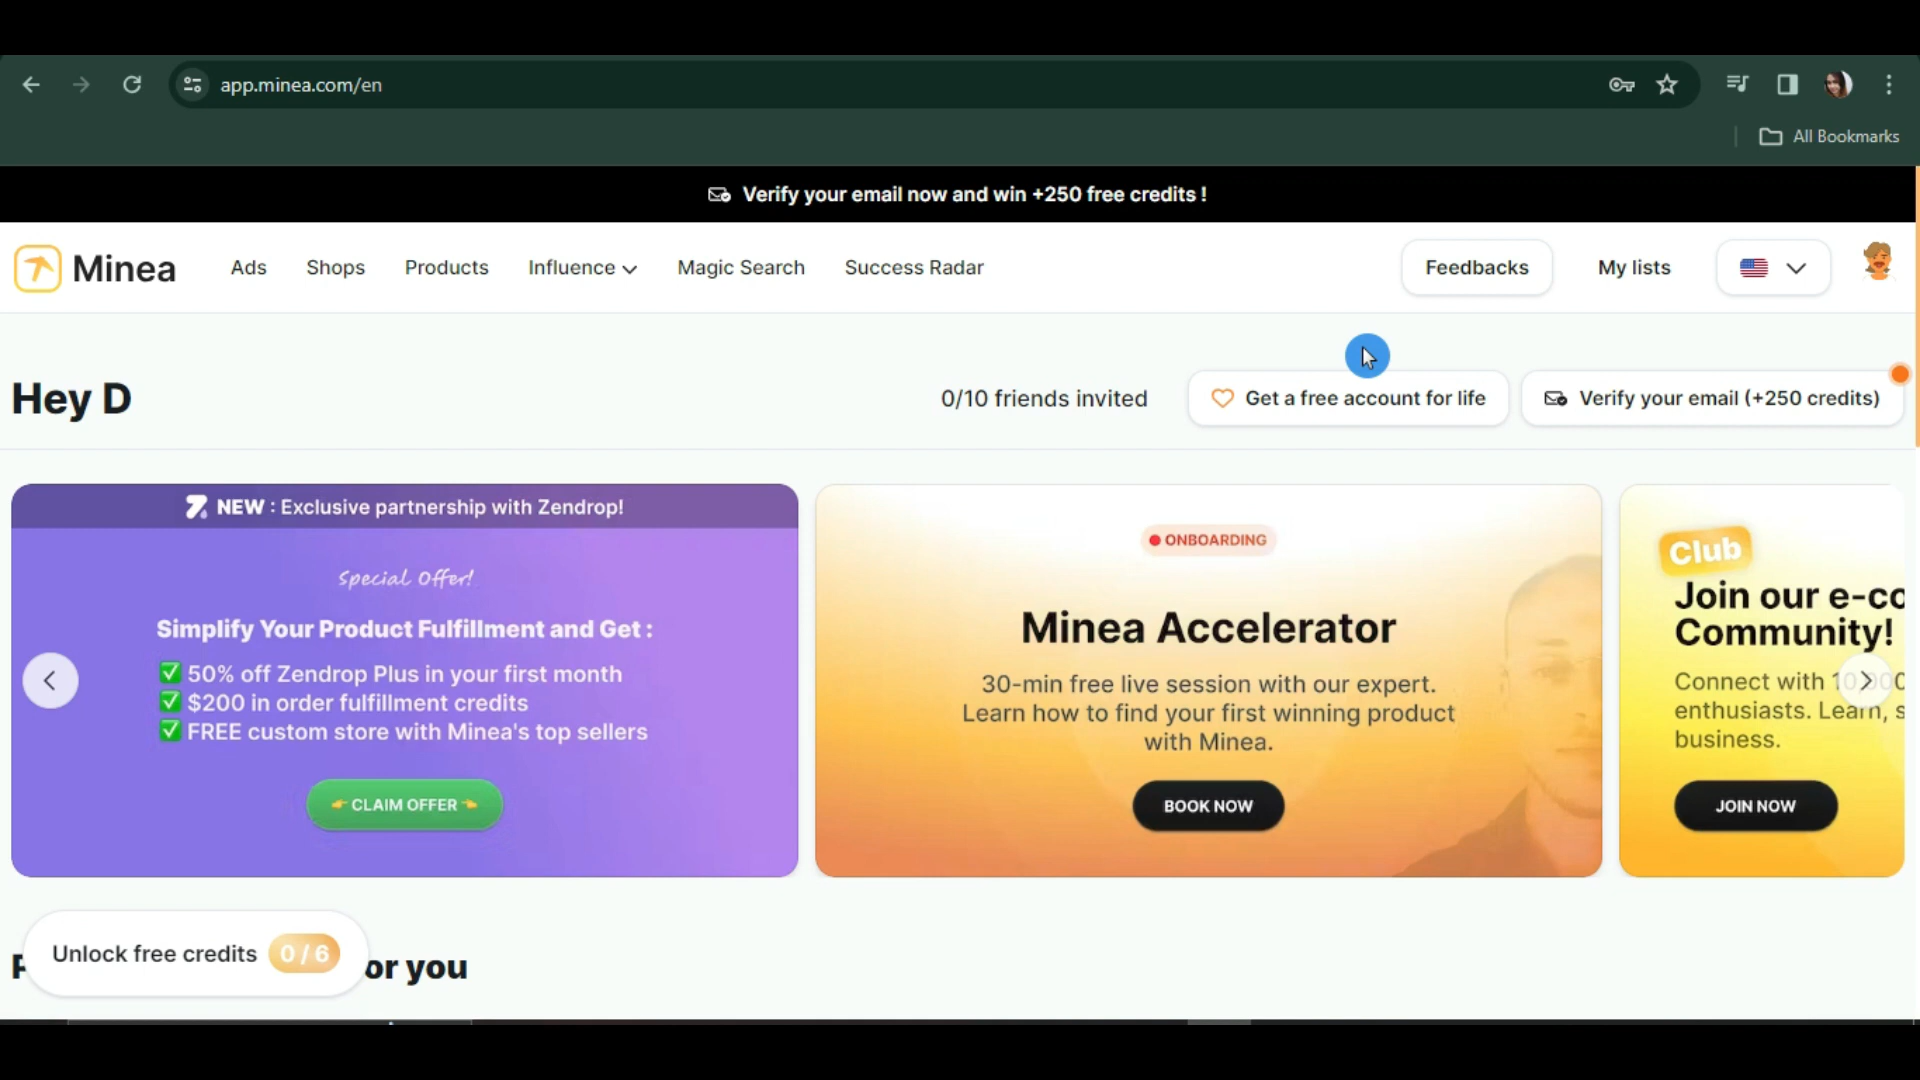 app.minea.com/en
All Bookmarks
Verify your email now and win +250 free credits !
Minea
Ads
Shops
Products
Influence
Magic Search
Success Radar
Feedbacks
My lists
Hey D
0/10 friends invited
Get a free account for life
Verify your email (+250 credits)
NEW : Exclusive partnership with Zendrop!
Special Offer!
Simplify Your Product Fulfillment and Get :
50% off Zendrop Plus in your first month
$200 in order fulfillment credits
FREE custom store with Minea's top sellers
CLAIM OFFER
ONBOARDING
Minea Accelerator
30-min free live session with our expert.
Learn how to find your first winning product
with Minea.
BOOK NOW
Club
Join our e-co
Community!
Connect with
enthusiasts. Learn, s
business.
JOIN NOW
Unlock free credits 0 / 6
or you